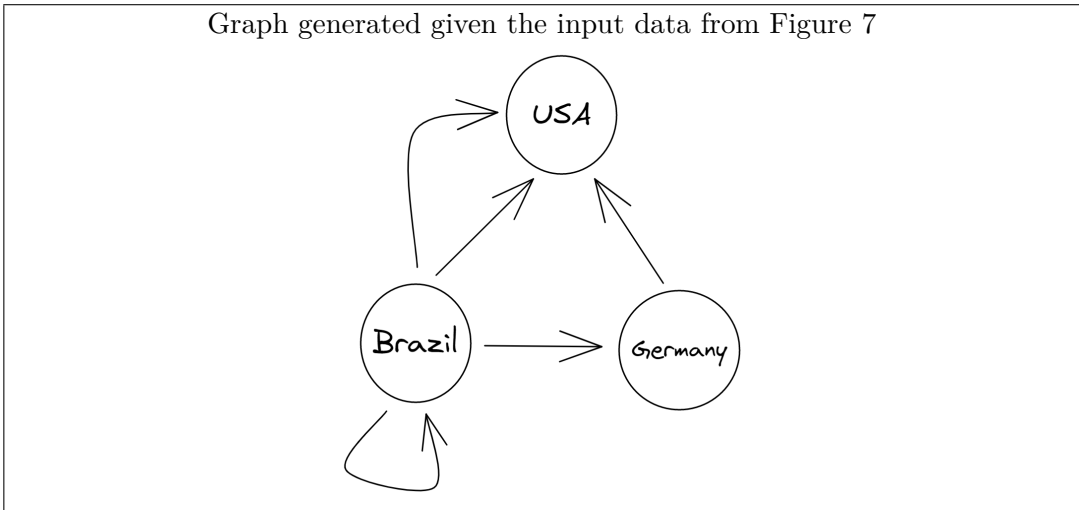 Graph generated given the input data from Figure 7
USA
Brazil
Germany